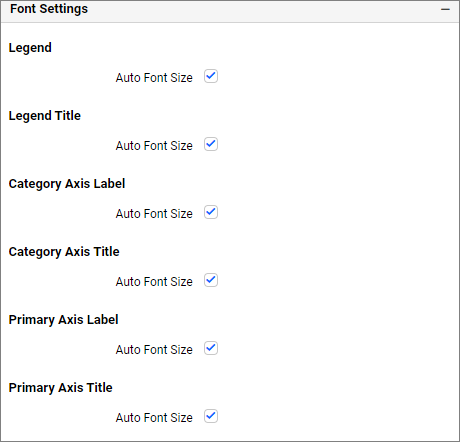 Font Settings
Legend
Auto Font Size
Legend Title
Auto Font Size
Category Axis Label
Auto Font Size
Category Axis Title
Auto Font Size
Primary Axis Label
Auto Font Size
Primary Axis Title
Auto Font Size